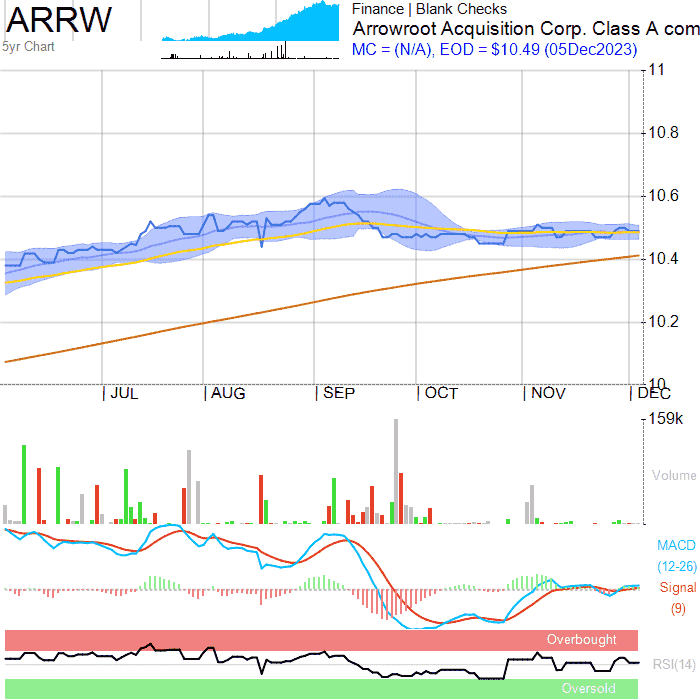 ARRW
5yr Chart
Finance | Blank Checks
Arrowroot Acquisition Corp. Class A com
MC = (N/A), EOD = $10.49 (05Dec2023)
11
10.8
10.6
10.4
10.2
10
| JUL | AUG | SEP | OCT | NOV | DEC
159k
Volume
MACD
(12-26)
Signal
(9)
Overbought
RSI(14)
Oversold